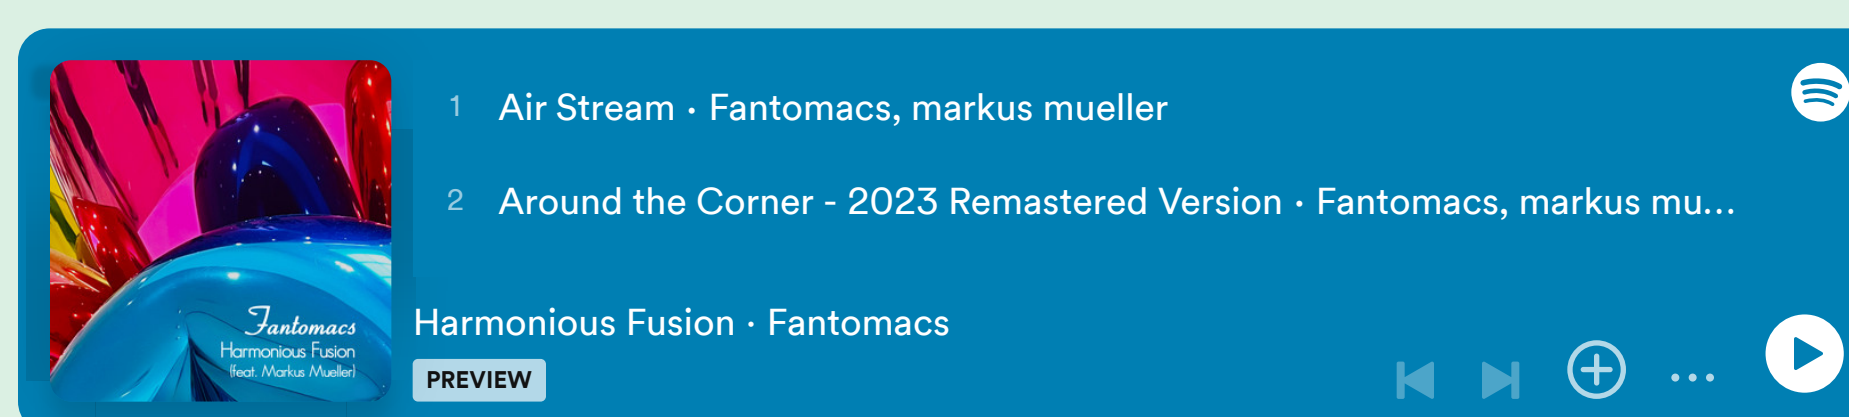 1 Air Stream · Fantomacs, markus mueller
2 Around the Corner - 2023 Remastered Version · Fantomacs, markus mu...
Fantomacs
Harmonious Fusion
(feat. Markus Mueller)
Harmonious Fusion · Fantomacs
PREVIEW